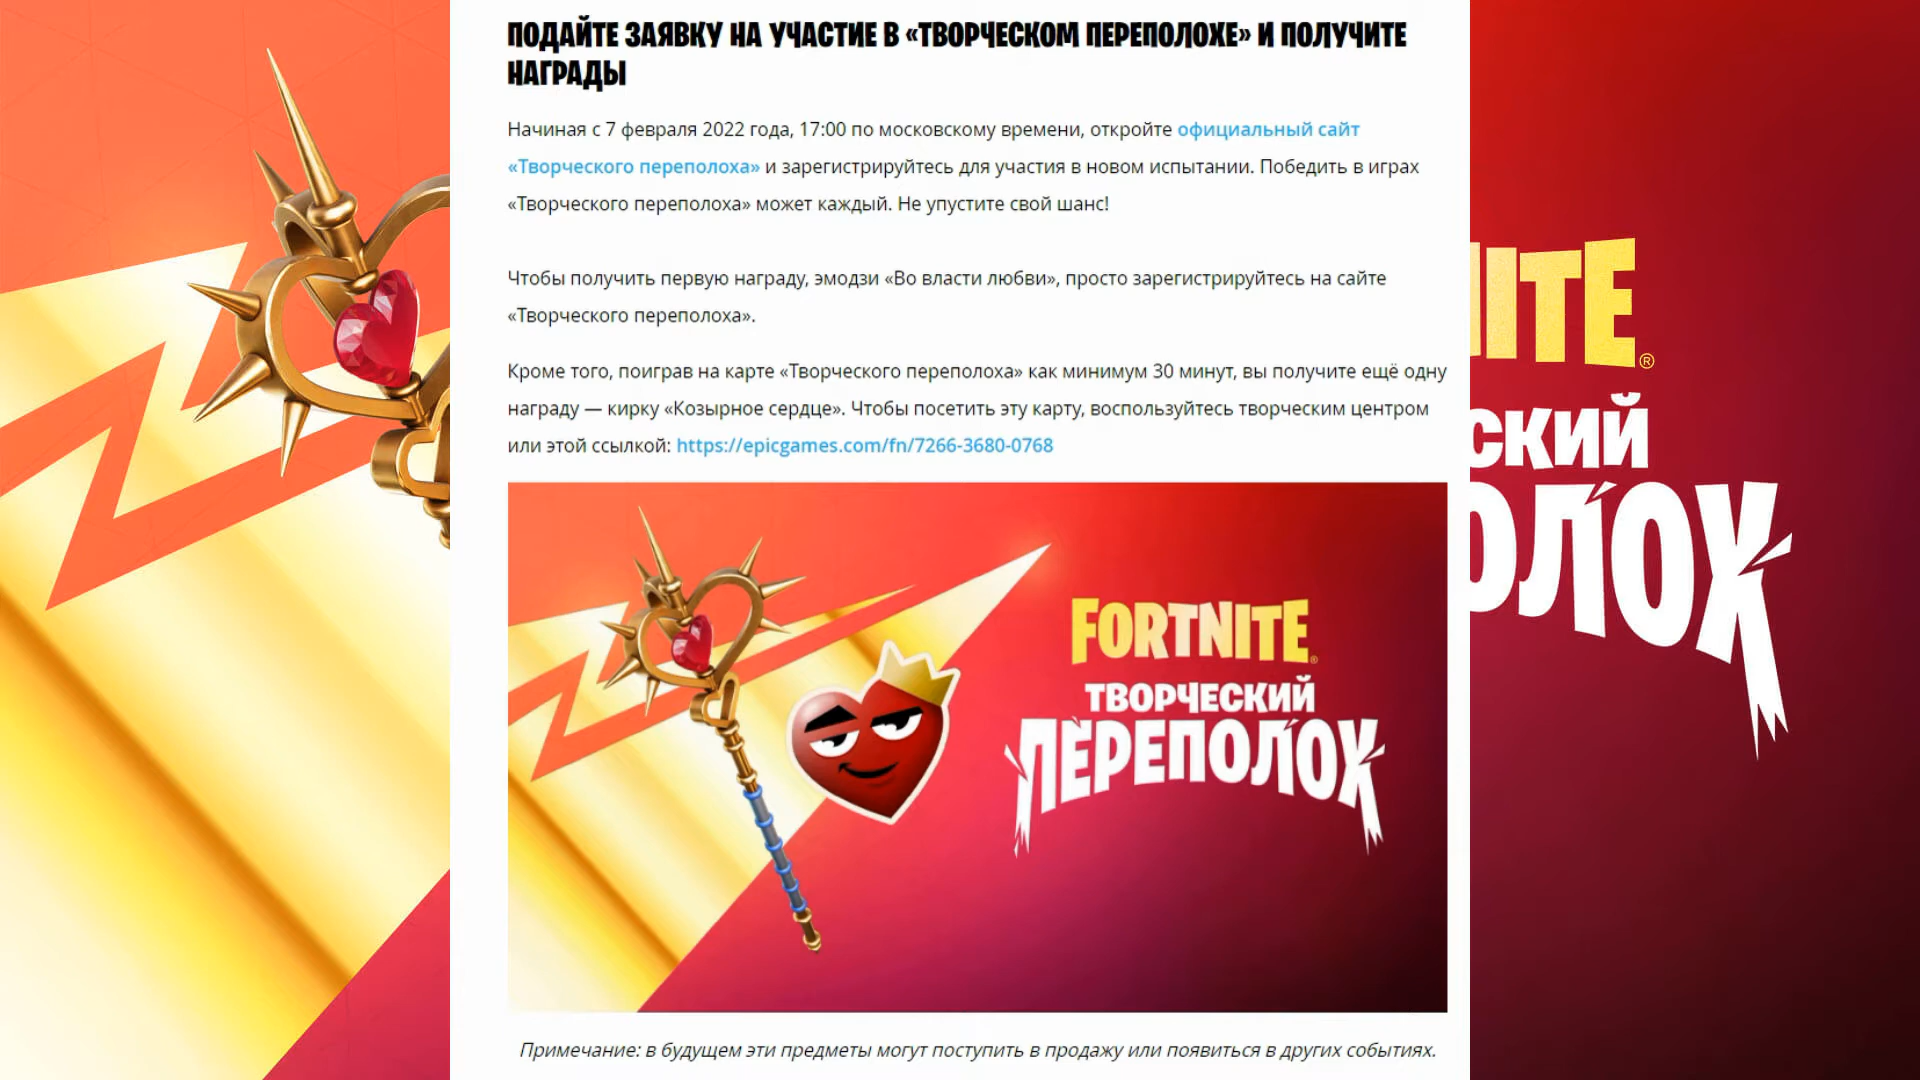 ПОДАЙТЕ ЗАЯВКУ НА УЧАСТИЕ В «ТВОРЧЕСКОМ ПЕРЕПОЛОХЕ» И ПОЛУЧИТЕ
НАГРАДЫ
Начиная с 7 февраля 2022 года, 17:00 по московскому времени, откройте официальный сайт
«Творческого переполоха» и зарегистрируйтесь для участия в новом испытании. Победить в играх
«Творческого переполоха» может каждый. Не упустите свой шанс!
Чтобы получить первую награду, эмодзи «Во власти любви», просто зарегистрируйтесь на сайте
«Творческого переполоха».
Кроме того, поиграв на карте «Творческого переполоха» как минимум 30 минут, вы получите ещё одну
награду — кирку «Козырное сердце». Чтобы посетить эту карту, воспользуйтесь творческим центром
или этой ссылкой: https://epicgames.com/fn/7266-3680-0768
FORTNITE®
ТВОРЧЕСКИЙ
ПЕРЕПОЛОХ
Примечание: в будущем эти предметы могут поступить в продажу или появиться в других событиях.
ITE®
СКИЙ
ОЛОХ